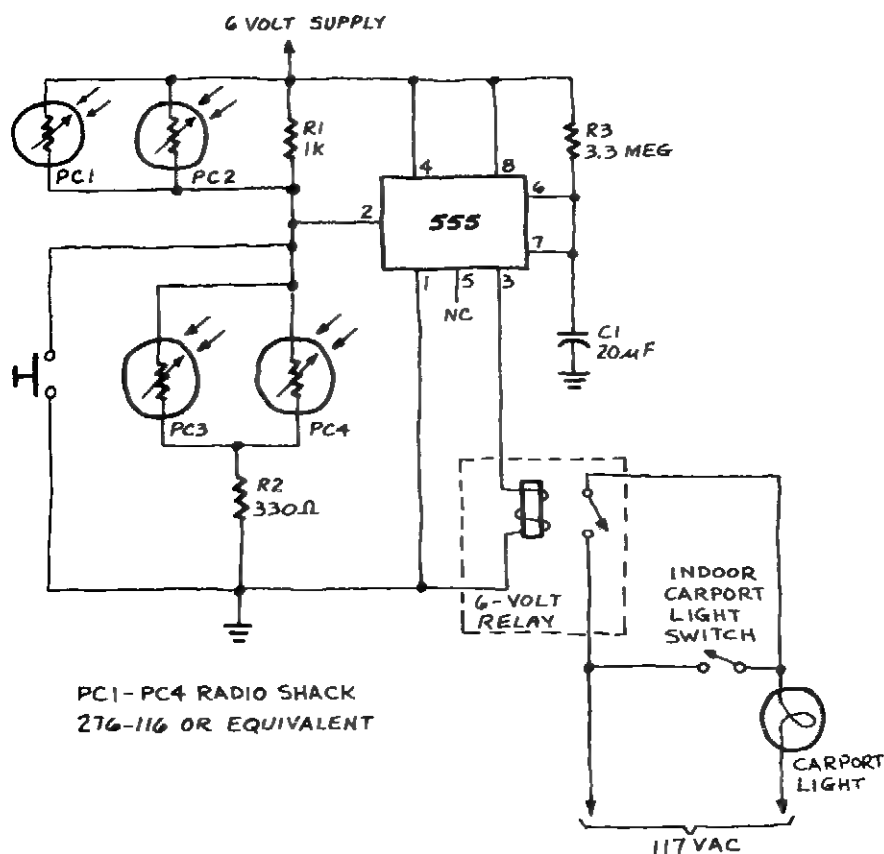 6 VOLT SUPPLY
PC1
PC2
R1
1K
R3
3.3 MEG
4
8
6
2
555
7
1
5
3
NC
C1
20µF
PC3
PC4
R2
330Ω
6-VOLT
RELAY
INDOOR
CARPORT
LIGHT
SWITCH
PC1-PC4 RADIO SHACK
276-116 OR EQUIVALENT
CARPORT
LIGHT
117 VAC